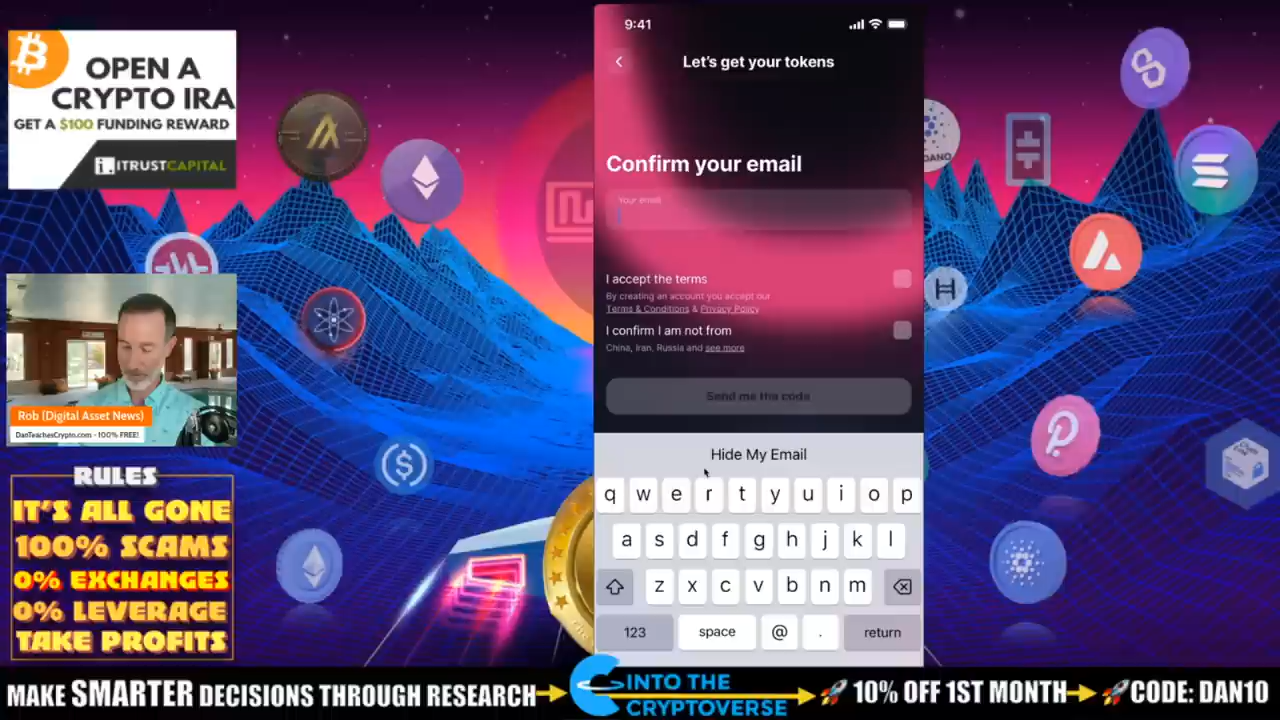 OPEN A
CRYPTO IRA
GET A $100 FUNDING REWARD
ITRUSTCAPITAL
Rob (Digital Asset News)
DanTeachesCrypto.com - 100% FREE!
RULES
IT'S ALL GONE
100% SCAMS
0% EXCHANGES
0% LEVERAGE
TAKE PROFITS
9:41
Let's get your tokens
Confirm your email
Your email
I accept the terms
By creating an account you accept our
Terms & Conditions & Privacy Policy
I confirm I am not from
China, Iran, Russia and see more
Send me the code
Hide My Email
q w e r t y u i o p
a s d f g h j k l
z x c v b n m
123 space @ . return
MAKE SMARTER DECISIONS THROUGH RESEARCH
INTO THE
CRYPTOVERSE
10% OFF 1ST MONTH
CODE: DAN10